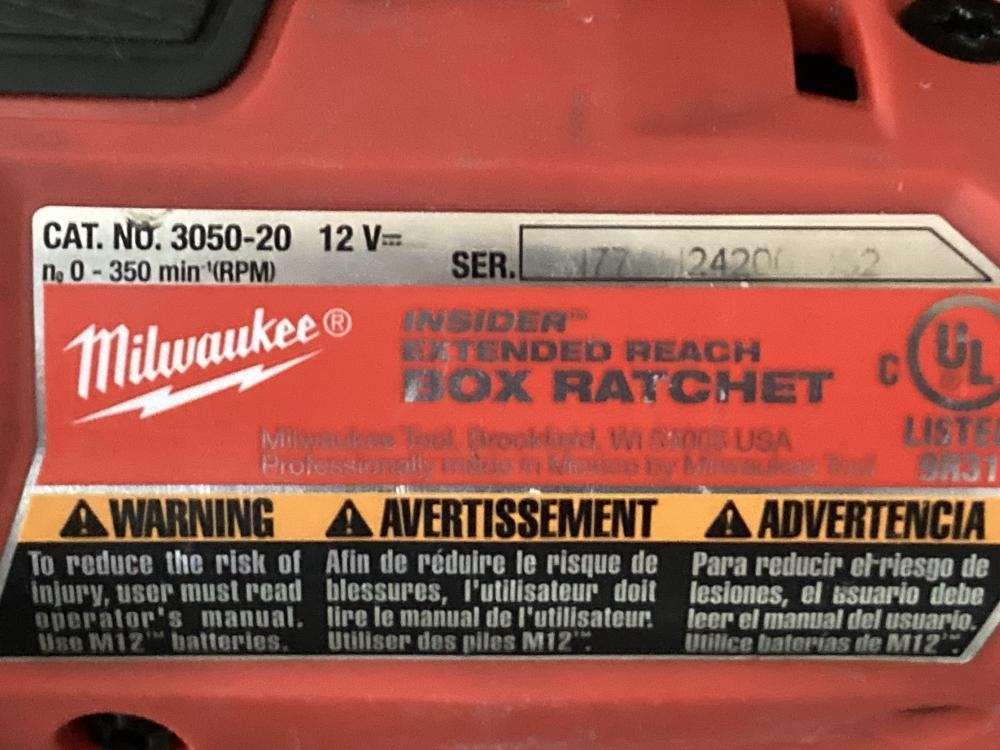 CAT. NO. 3050-20 12 V⎓
n₀ 0 - 350 min⁻¹(RPM)
SER.
Milwaukee®
INSIDER™
EXTENDED REACH
BOX RATCHET
C UL
LISTE
Milwaukee Tool, Brookfield, WI 53005 USA
Professionally made in Mexico by Milwaukee Tool
WARNING
To reduce the risk of
injury, user must read
operator's manual.
Use M12™ batteries.
AVERTISSEMENT
Afin de réduire le risque de
blessures, l'utilisateur doit
lire le manual de l'utilisateur.
Utiliser des piles M12™.
ADVERTENCIA
Para reducir el riesgo de
lesiones, el usuario debe
leer el manual del usuario.
Utilice baterías de M12™.